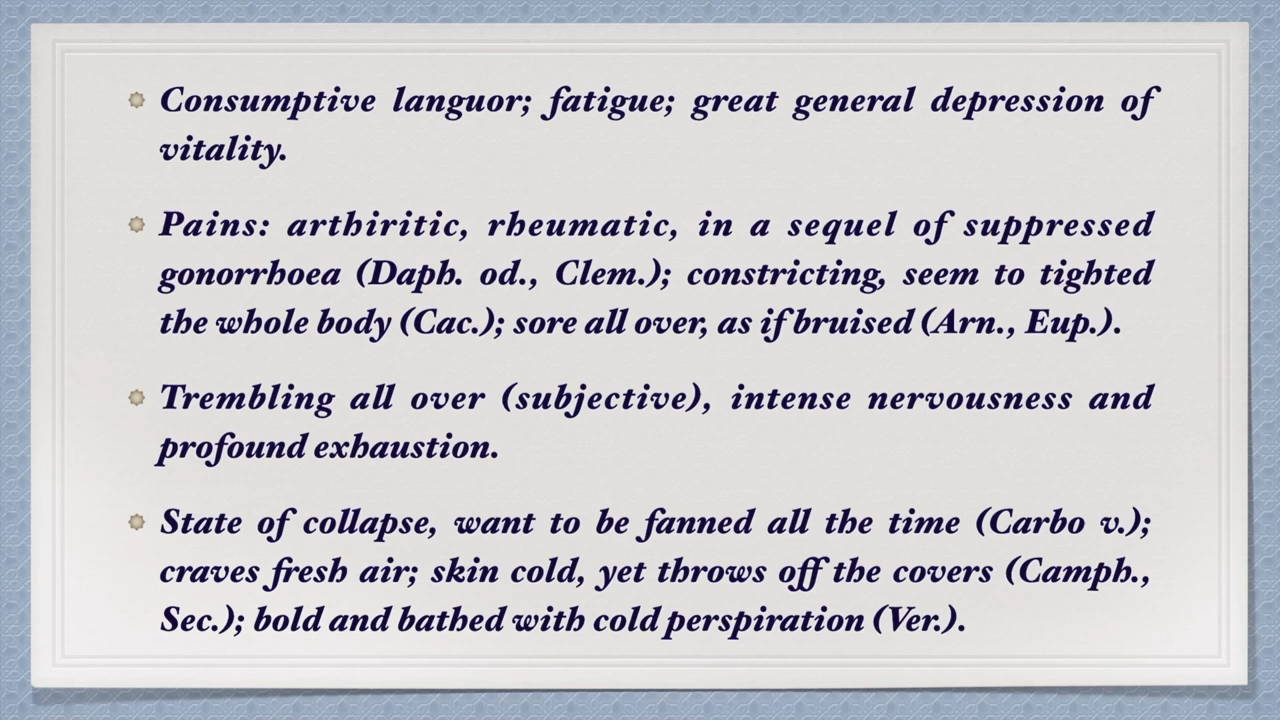 Consumptive languor; fatigue; great general depression of
vitality.
Pains: arthiritic, rheumatic, in a sequel of suppressed
gonorrhoea (Daph. od., Clem.); constricting, seem to tighted
the whole body (Cac.); sore all over, as if bruised (Arn., Eup.).
Trembling all over (subjective), intense nervousness and
profound exhaustion.
State of collapse, want to be fanned all the time (Carbo v.);
craves fresh air; skin cold, yet throws off the covers (Camph.,
Sec.); bold and bathed with cold perspiration (Ver.).